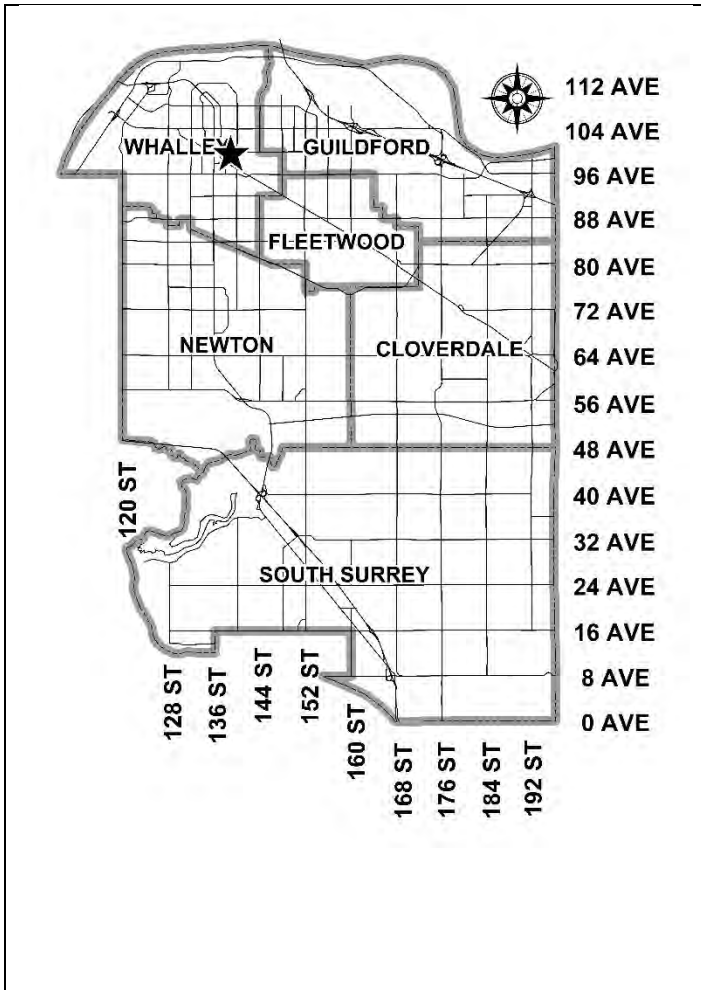 112 AVE
104 AVE
WHALLEY
GUILDFORD
96 AVE
88 AVE
FLEETWOOD
80 AVE
72 AVE
NEWTON
CLOVERDALE
64 AVE
56 AVE
48 AVE
120 ST
40 AVE
32 AVE
SOUTH SURREY
24 AVE
16 AVE
8 AVE
0 AVE
128 ST
136 ST
144 ST
152 ST
160 ST
168 ST
176 ST
184 ST
192 ST